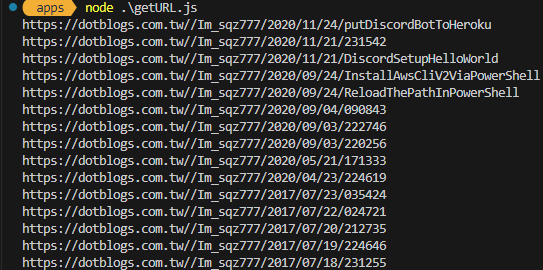 apps node .\getURL.js
https://dotblogs.com.tw//Im_sqz777/2020/11/24/putDiscordBotToHeroku
https://dotblogs.com.tw//Im_sqz777/2020/11/21/231542
https://dotblogs.com.tw//Im_sqz777/2020/11/21/DiscordSetupHelloWorld
https://dotblogs.com.tw//Im_sqz777/2020/09/24/InstallAwsCliV2ViaPowerShell
https://dotblogs.com.tw//Im_sqz777/2020/09/24/ReloadThePathInPowerShell
https://dotblogs.com.tw//Im_sqz777/2020/09/04/090843
https://dotblogs.com.tw//Im_sqz777/2020/09/03/222746
https://dotblogs.com.tw//Im_sqz777/2020/09/03/220256
https://dotblogs.com.tw//Im_sqz777/2020/05/21/171333
https://dotblogs.com.tw//Im_sqz777/2020/04/23/224619
https://dotblogs.com.tw//Im_sqz777/2017/07/23/035424
https://dotblogs.com.tw//Im_sqz777/2017/07/22/024721
https://dotblogs.com.tw//Im_sqz777/2017/07/20/212735
https://dotblogs.com.tw//Im_sqz777/2017/07/19/224646
https://dotblogs.com.tw//Im_sqz777/2017/07/18/231255